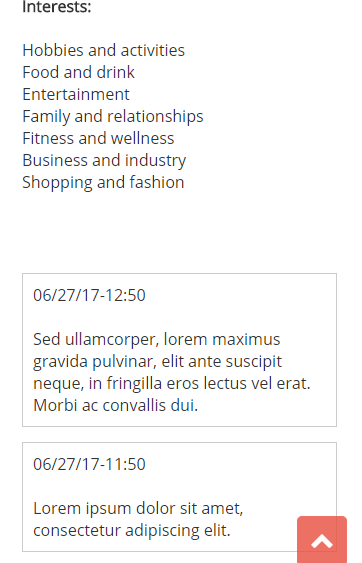 Interests:
Hobbies and activities
Food and drink
Entertainment
Family and relationships
Fitness and wellness
Business and industry
Shopping and fashion
06/27/17-12:50
Sed ullamcorper, lorem maximus
gravida pulvinar, elit ante suscipit
neque, in fringilla eros lectus vel erat.
Morbi ac convallis dui.
06/27/17-11:50
Lorem ipsum dolor sit amet,
consectetur adipiscing elit.